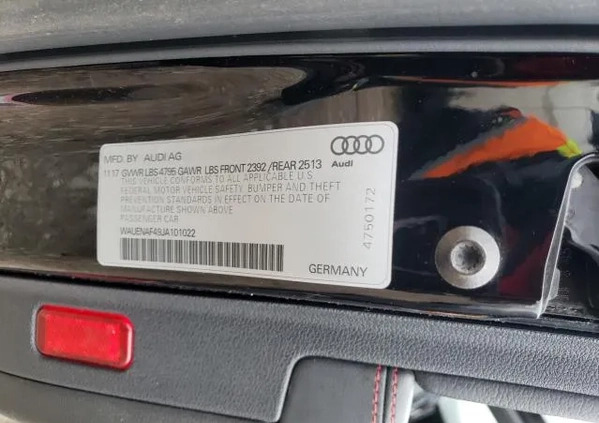 MFD. BY AUDI AG
11 17 GVWR LBS 4795 GAWR LBS FRONT 2392 / REAR 2513
THIS VEHICLE CONFORMS TO ALL APPLICABLE U.S
FEDERAL MOTOR VEHICLE SAFETY, BUMPER AND THEFT
PREVENTION STANDARDS IN EFFECT ON THE DATE OF
MANUFACTURE SHOWN ABOVE
PASSENGER CAR
WAUENAF49JA101022
GERMANY
Audi
4750172